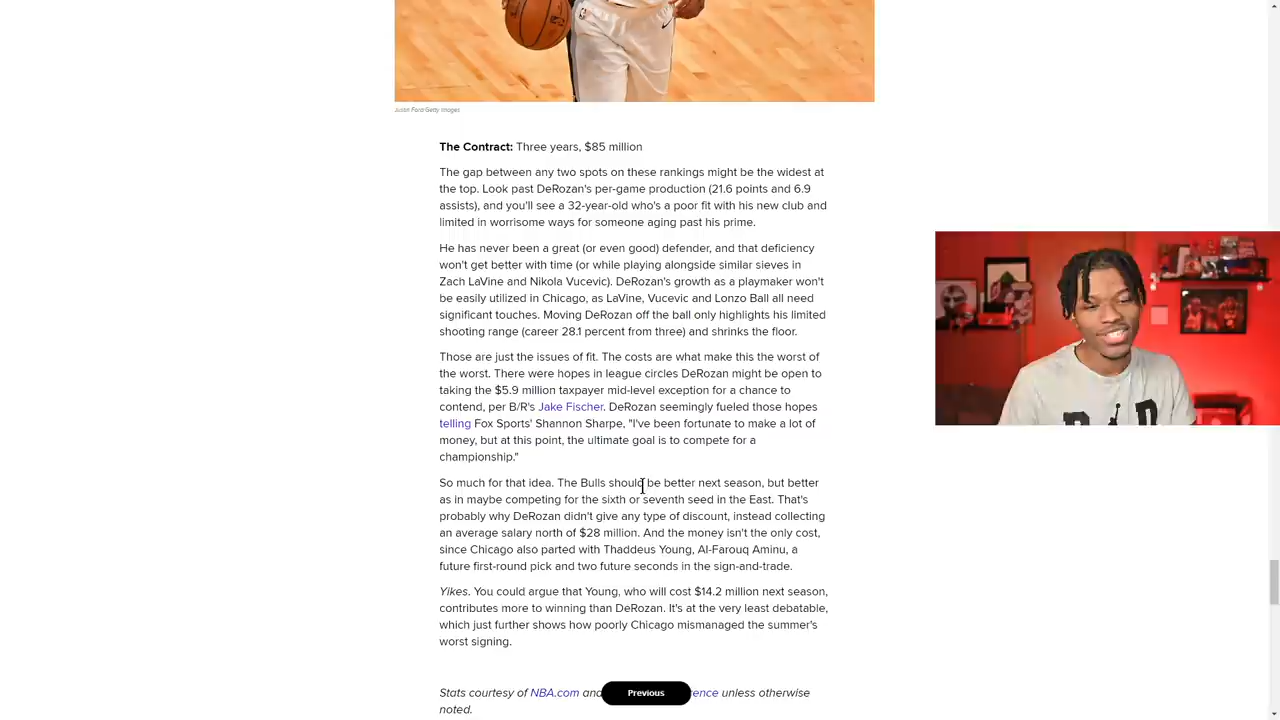 Justin Ford/Getty Images
The Contract: Three years, $85 million
The gap between any two spots on these rankings might be the widest at
the top. Look past DeRozan's per-game production (21.6 points and 6.9
assists), and you'll see a 32-year-old who's a poor fit with his new club and
limited in worrisome ways for someone aging past his prime.
He has never been a great (or even good) defender, and that deficiency
won't get better with time (or while playing alongside similar sieves in
Zach LaVine and Nikola Vucevic). DeRozan's growth as a playmaker won't
be easily utilized in Chicago, as LaVine, Vucevic and Lonzo Ball all need
significant touches. Moving DeRozan off the ball only highlights his limited
shooting range (career 28.1 percent from three) and shrinks the floor.
Those are just the issues of fit. The costs are what make this the worst of
the worst. There were hopes in league circles DeRozan might be open to
taking the $5.9 million taxpayer mid-level exception for a chance to
contend, per B/R's Jake Fischer. DeRozan seemingly fueled those hopes
telling Fox Sports' Shannon Sharpe, "I've been fortunate to make a lot of
money, but at this point, the ultimate goal is to compete for a
championship."
So much for that idea. The Bulls should be better next season, but better
as in maybe competing for the sixth or seventh seed in the East. That's
probably why DeRozan didn't give any type of discount, instead collecting
an average salary north of $28 million. And the money isn't the only cost,
since Chicago also parted with Thaddeus Young, Al-Farouq Aminu, a
future first-round pick and two future seconds in the sign-and-trade.
Yikes. You could argue that Young, who will cost $14.2 million next season,
contributes more to winning than DeRozan. It's at the very least debatable,
which just further shows how poorly Chicago mismanaged the summer's
worst signing.
Stats courtesy of NBA.com and Previous ence unless otherwise
noted.